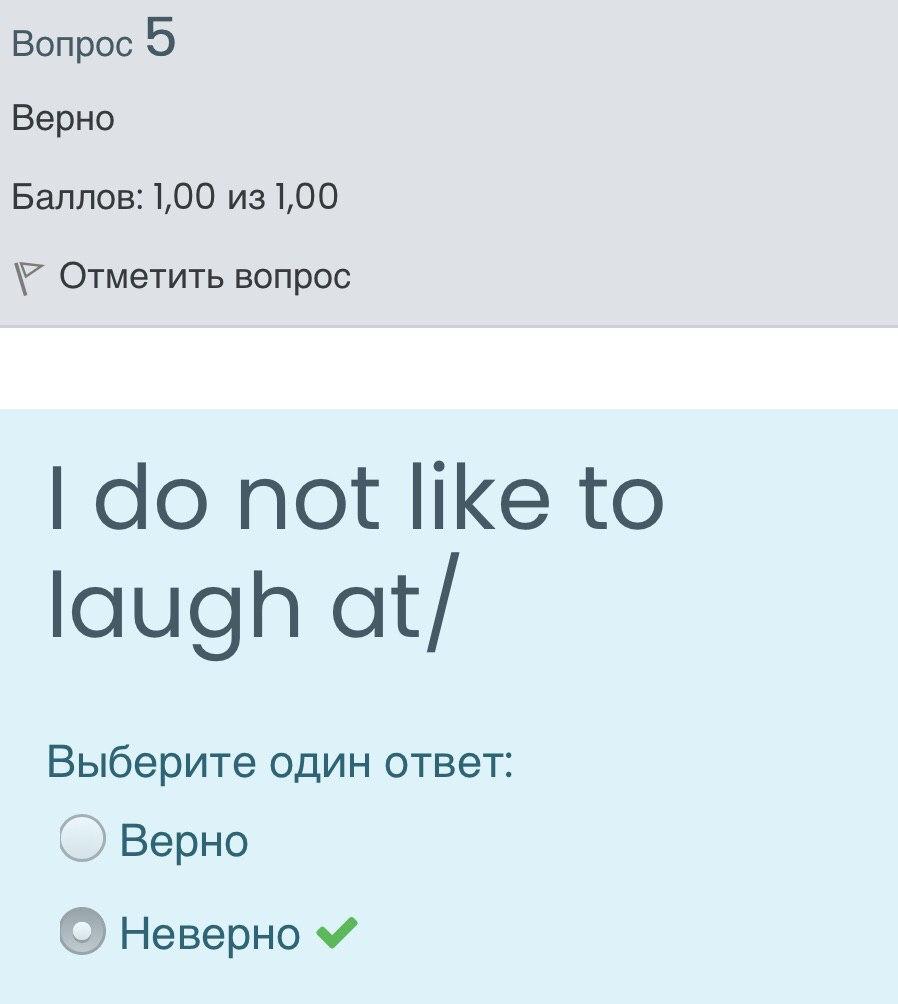 Вопрос 5
Верно
Баллов: 1,00 из 1,00
Отметить вопрос
I do not like to
laugh at/
Выберите один ответ:
Верно
Неверно